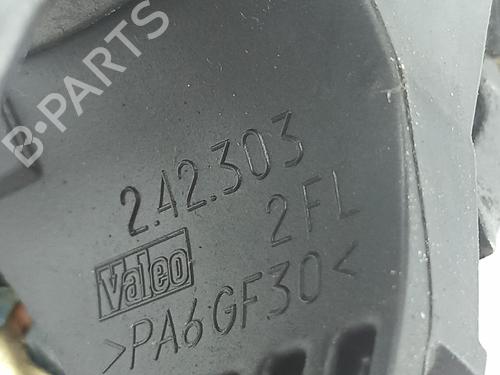 B-PARTS
2.42.303
2FL
Valeo
>PA6GF30<